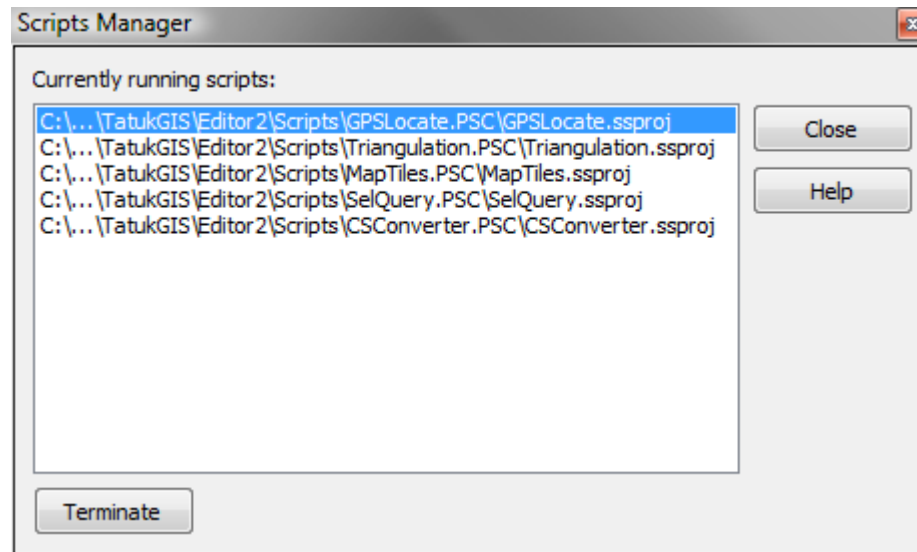 Scripts Manager
Currently running scripts:
C:\...\TatukGIS\Editor2\Scripts\GPSLocate.PSC\GPSLocate.ssproj
C:\...\TatukGIS\Editor2\Scripts\Triangulation.PSC\Triangulation.ssproj
C:\...\TatukGIS\Editor2\Scripts\MapTiles.PSC\MapTiles.ssproj
C:\...\TatukGIS\Editor2\Scripts\SelQuery.PSC\SelQuery.ssproj
C:\...\TatukGIS\Editor2\Scripts\CSConverter.PSC\CSConverter.ssproj
Close
Help
Terminate